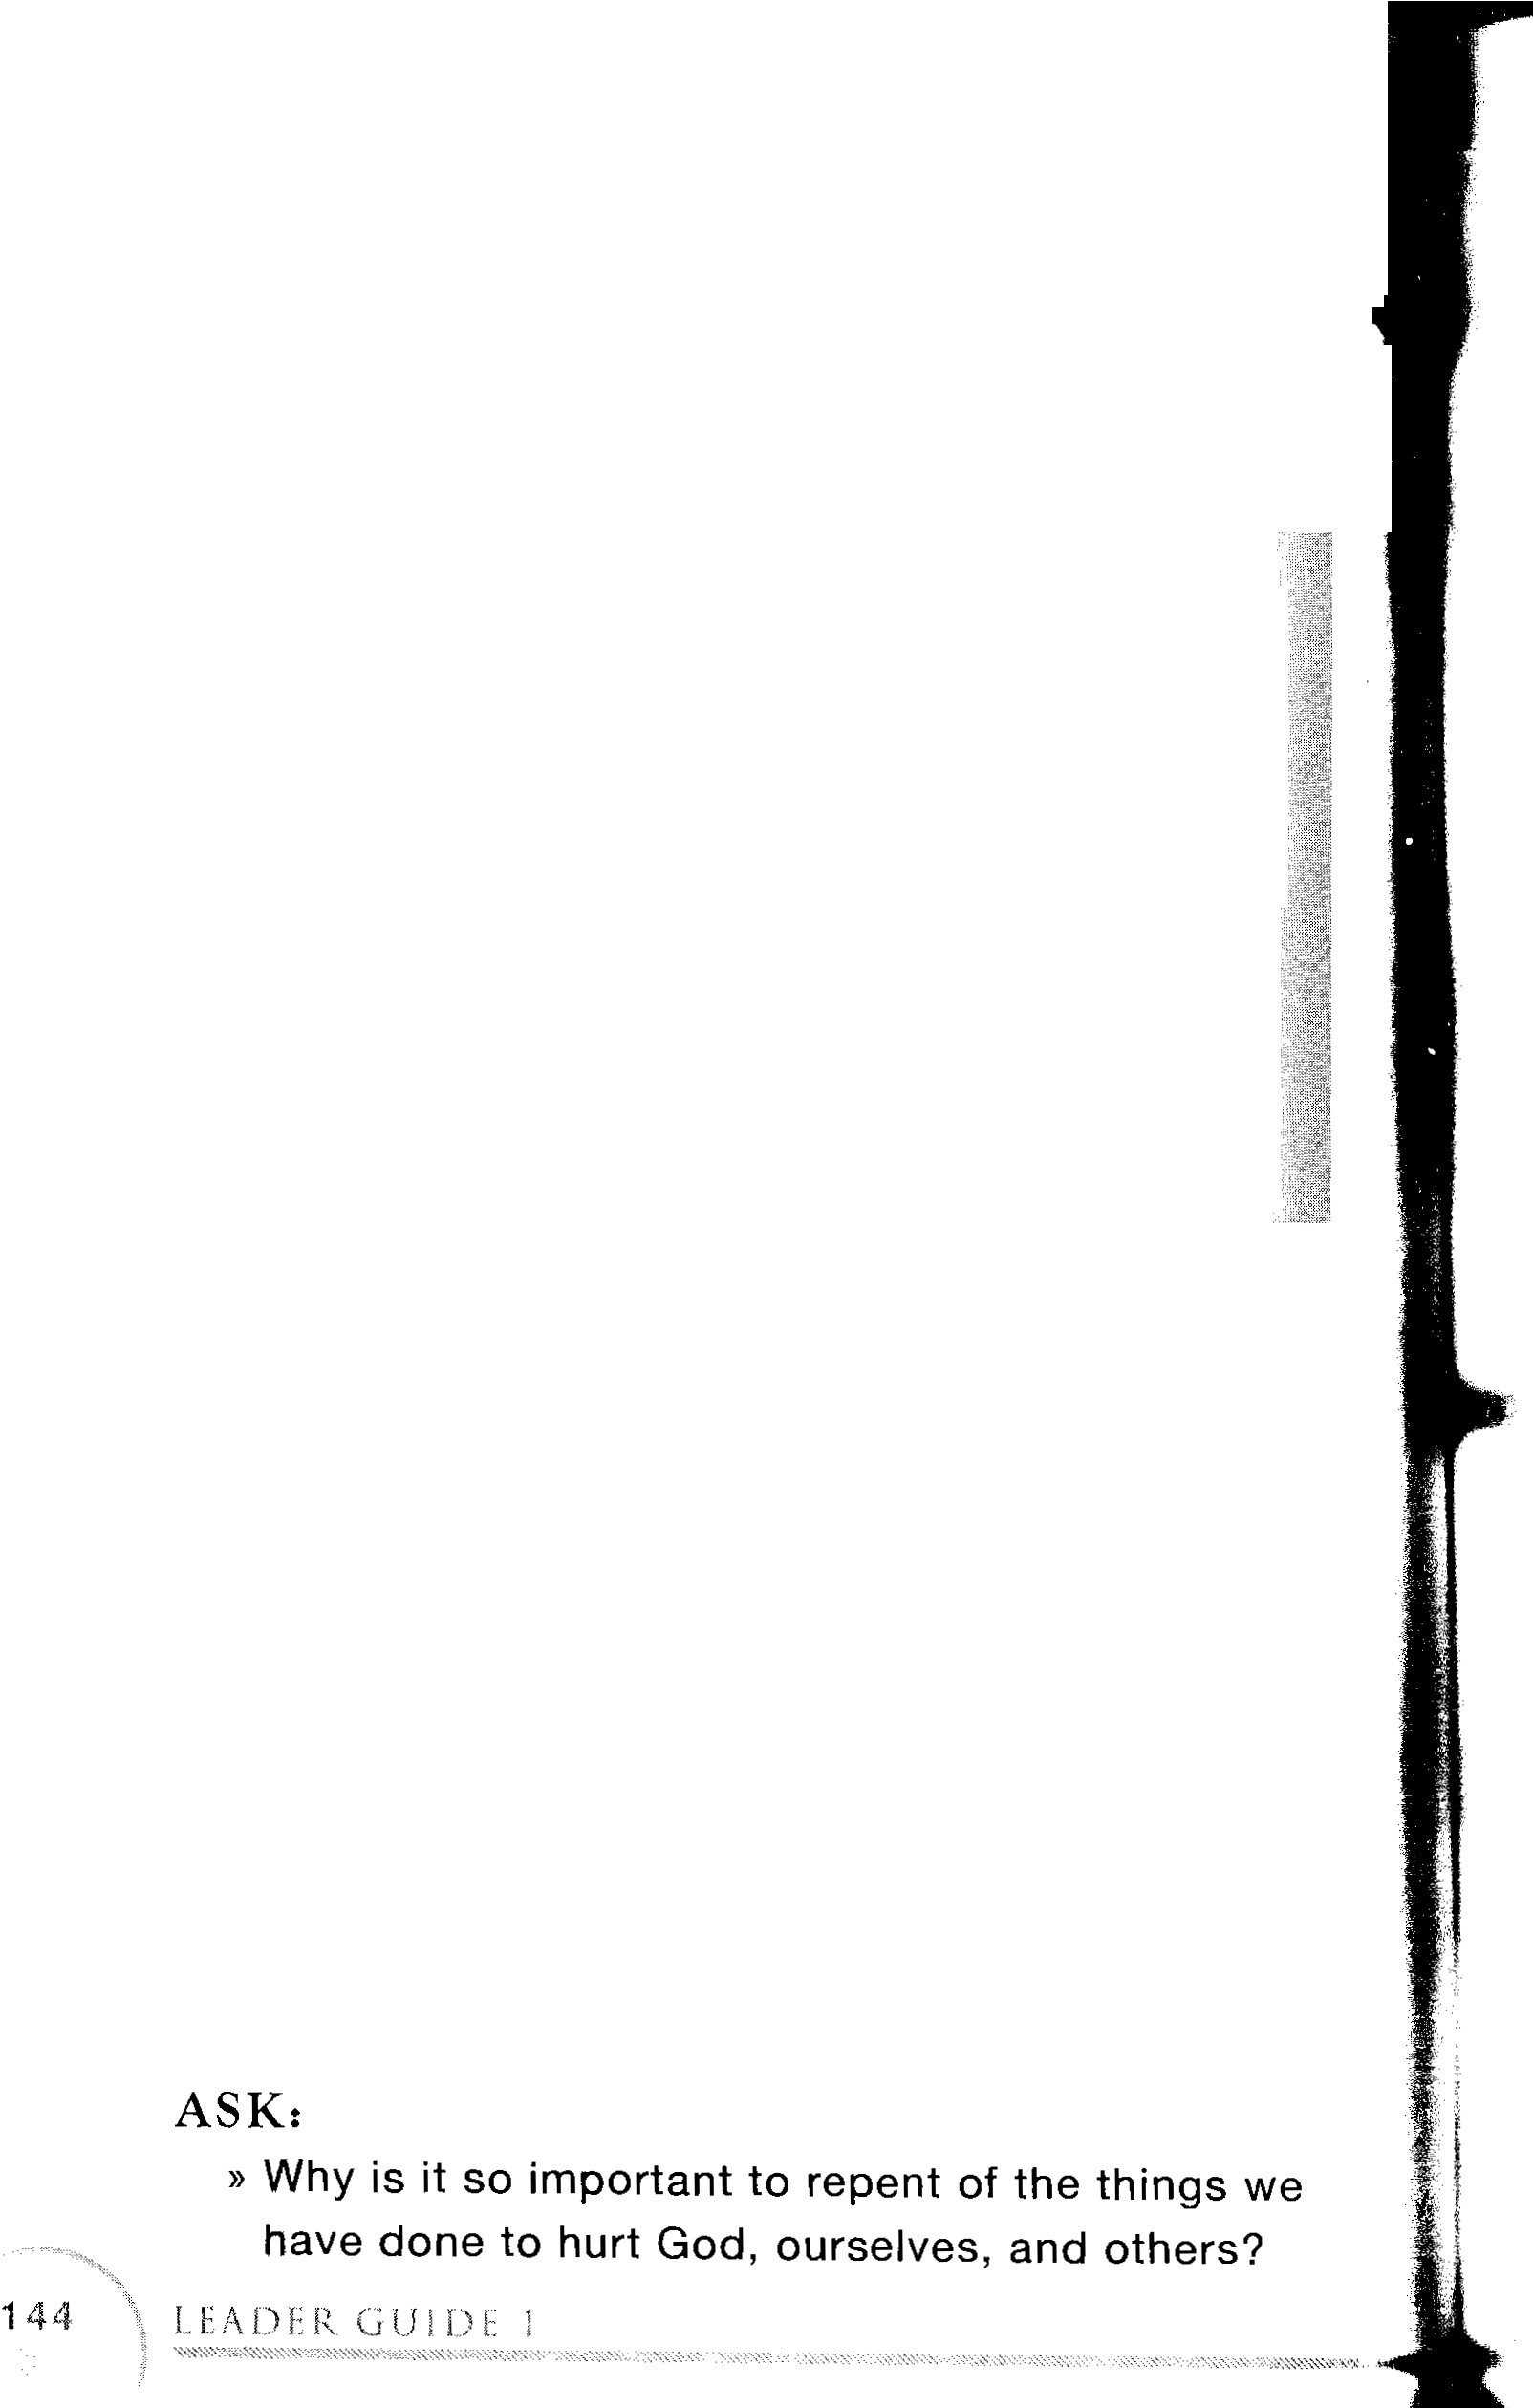 ASK:
» Why is it so important to repent of the things we
have done to hurt God, ourselves, and others?
144 LEADER GUIDE 1